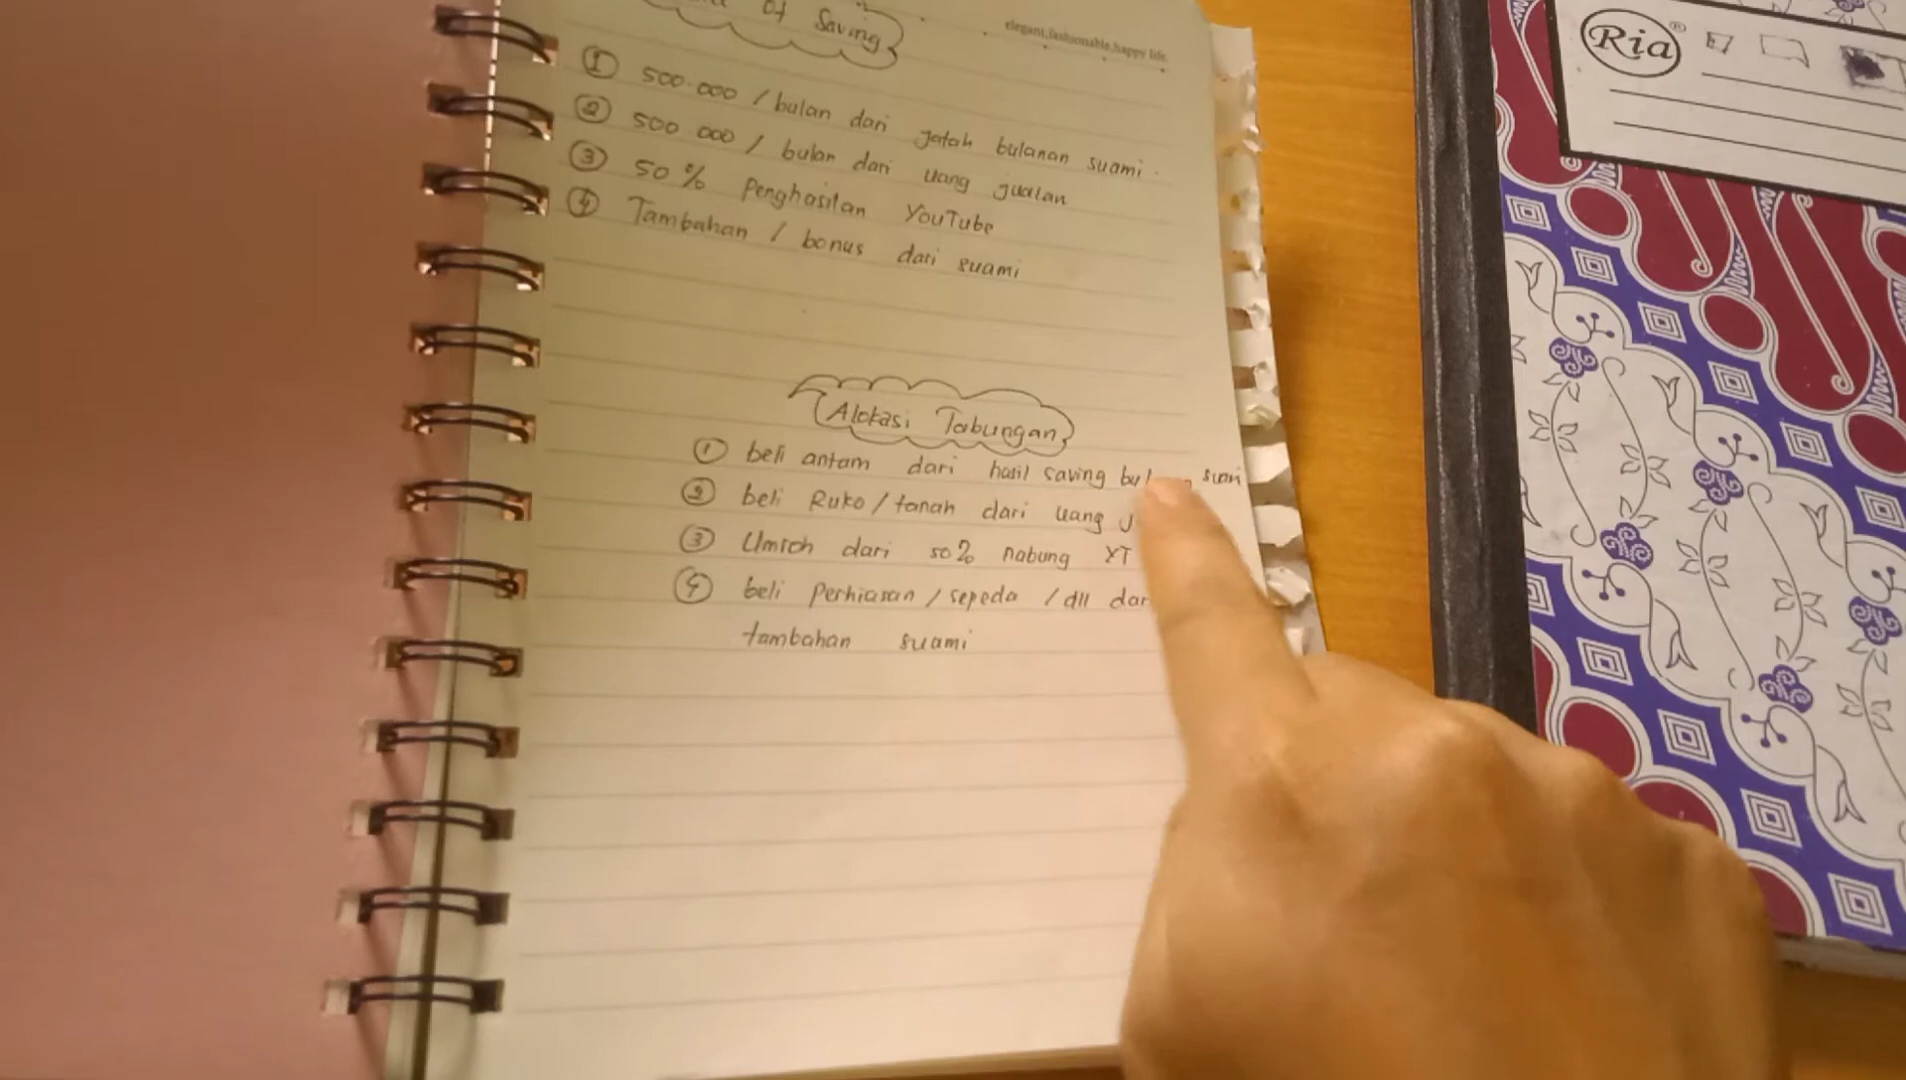 Of Saving
elegant,fashionable,happy life
① 500.000 / bulan dari jatah bulanan suami.
② 500 000 / bulan dari uang jualan
③ 50% Penghasilan YouTube
④ Tambahan / bonus dari suami
Alokasi Tabungan
① beli antam dari hasil saving
② beli Ruko / tanah dari uang
③ Umroh dari 50% nabung YT
④ beli Perhiasan / sepeda / dll
tambahan suami
Ria®